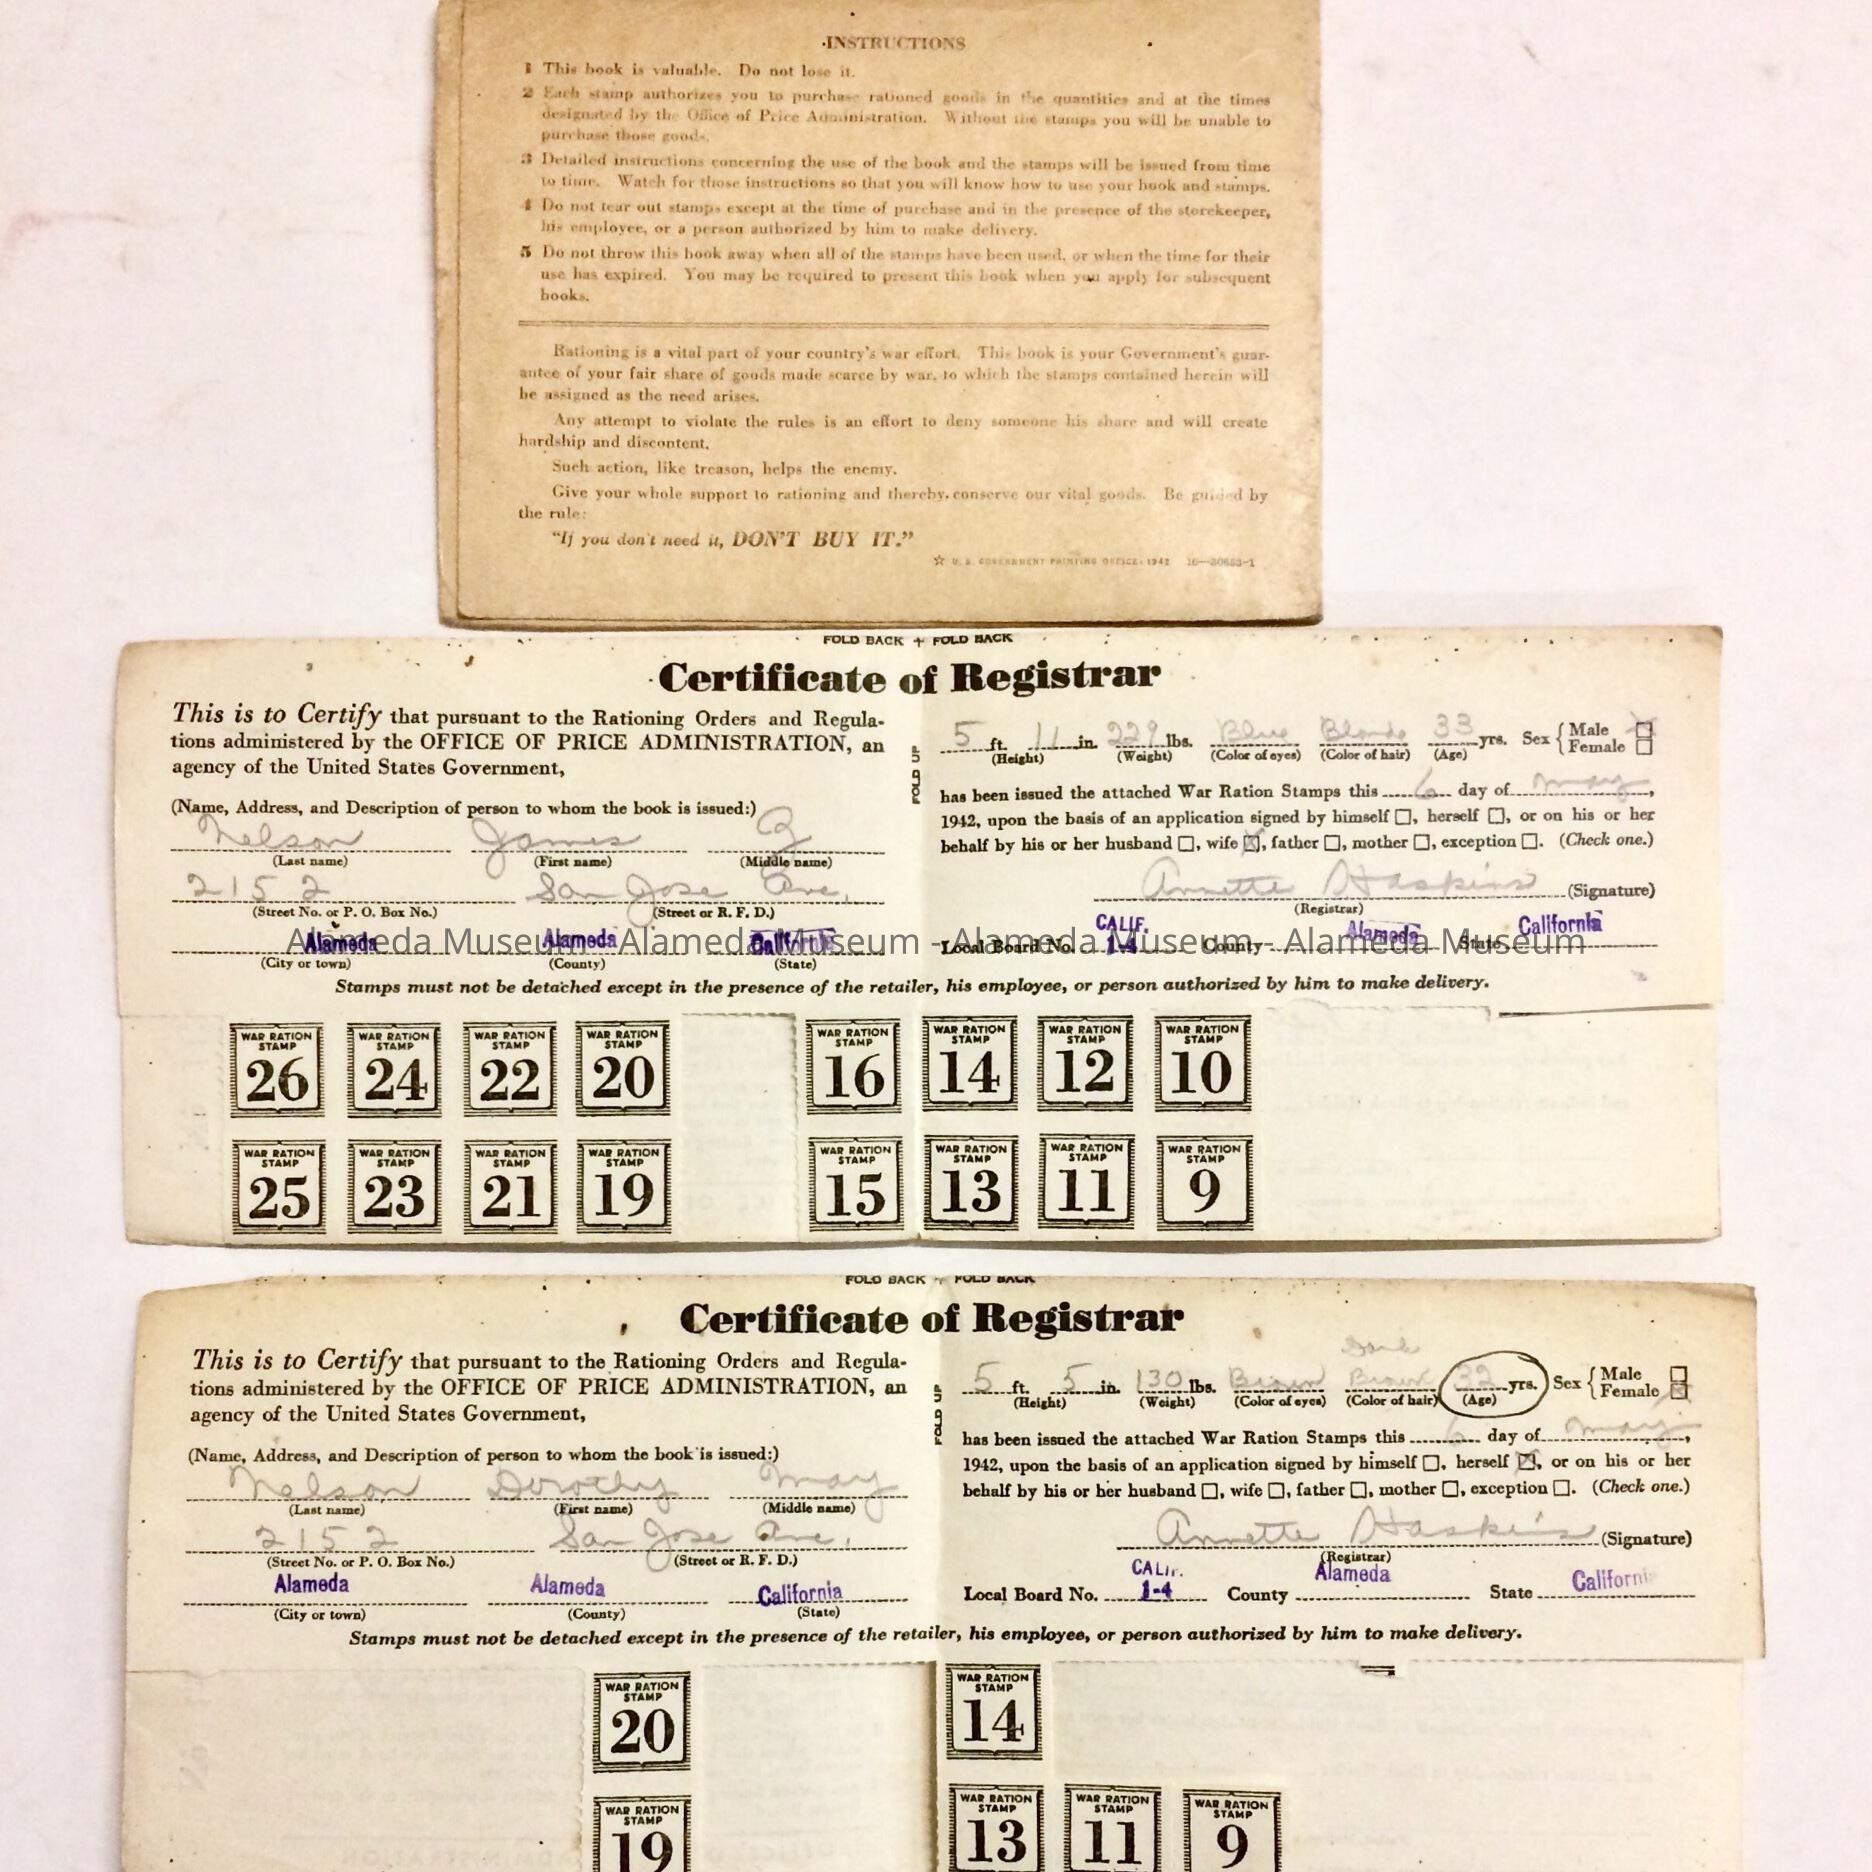 INSTRUCTIONS
1 This book is valuable. Do not lose it.
2 Each stamp authorizes you to purchase rationed goods in the quantities and at the times
designated by the Office of Price Administration. Without the stamps you will be unable to
purchase those goods.
3 Detailed instructions concerning the use of the book and the stamps will be issued from time
to time. Watch for those instructions so that you will know how to use your book and stamps.
4 Do not tear out stamps except at the time of purchase and in the presence of the storekeeper,
his employee, or a person authorized by him to make delivery.
5 Do not throw this book away when all of the stamps have been used, or when the time for their
use has expired. You may be required to present this book when you apply for subsequent
books.
Rationing is a vital part of your country's war effort. This book is your Government's guar-
antee of your fair share of goods made scarce by war, to which the stamps contained herein will
be assigned as the need arises.
Any attempt to violate the rules is an effort to deny someone his share and will create
hardship and discontent.
Such action, like treason, helps the enemy.
Give your whole support to rationing and thereby conserve our vital goods. Be guided by
the rule:
"If you don't need it, DON'T BUY IT."
☆ U. S. GOVERNMENT PRINTING OFFICE: 1942 16—30653-1
FOLD BACK + FOLD BACK
Certificate of Registrar
This is to Certify that pursuant to the Rationing Orders and Regula-
tions administered by the OFFICE OF PRICE ADMINISTRATION, an
agency of the United States Government,
(Name, Address, and Description of person to whom the book is issued:)
Nelson James
(Last name) (First name) (Middle name)
2152 San Jose Ave.
(Street No. or P. O. Box No.) (Street or R. F. D.)
Alameda Alameda California
(City or town) (County) (State)
FOLD UP
5 ft. 11 in. 229 lbs. Blue Blonde 33 yrs. Sex { Male
Female
(Height) (Weight) (Color of eyes) (Color of hair) (Age)
has been issued the attached War Ration Stamps this 6 day of May,
1942, upon the basis of an application signed by himself ☐, herself ☐, or on his or her
behalf by his or her husband ☐, wife ☒, father ☐, mother ☐, exception ☐. (Check one.)
Annette Haskins (Signature)
(Registrar)
CALIF.
Local Board No. 1-4 County Alameda State California
Alameda Museum - Alameda Museum - Alameda Museum - Alameda Museum
Stamps must not be detached except in the presence of the retailer, his employee, or person authorized by him to make delivery.
WAR RATION STAMP 26
WAR RATION STAMP 24
WAR RATION STAMP 22
WAR RATION STAMP 20
WAR RATION STAMP 16
WAR RATION STAMP 14
WAR RATION STAMP 12
WAR RATION STAMP 10
WAR RATION STAMP 25
WAR RATION STAMP 23
WAR RATION STAMP 21
WAR RATION STAMP 19
WAR RATION STAMP 15
WAR RATION STAMP 13
WAR RATION STAMP 11
WAR RATION STAMP 9
FOLD BACK + FOLD BACK
Certificate of Registrar
This is to Certify that pursuant to the Rationing Orders and Regula-
tions administered by the OFFICE OF PRICE ADMINISTRATION, an
agency of the United States Government,
(Name, Address, and Description of person to whom the book is issued:)
Nelson Dorothy May
(Last name) (First name) (Middle name)
2152 San Jose Ave.
(Street No. or P. O. Box No.) (Street or R. F. D.)
Alameda Alameda California
(City or town) (County) (State)
FOLD UP
Dark
5 ft. 5 in. 130 lbs. Brown Brown 32 yrs. Sex { Male
Female
(Height) (Weight) (Color of eyes) (Color of hair) (Age)
has been issued the attached War Ration Stamps this 6 day of May,
1942, upon the basis of an application signed by himself ☐, herself ☒, or on his or her
behalf by his or her husband ☐, wife ☐, father ☐, mother ☐, exception ☐. (Check one.)
Annette Haskins (Signature)
(Registrar)
CALIF.
Local Board No. 1-4 County Alameda State California
Stamps must not be detached except in the presence of the retailer, his employee, or person authorized by him to make delivery.
WAR RATION STAMP 20
WAR RATION STAMP 14
WAR RATION STAMP 19
WAR RATION STAMP 13
WAR RATION STAMP 11
WAR RATION STAMP 9